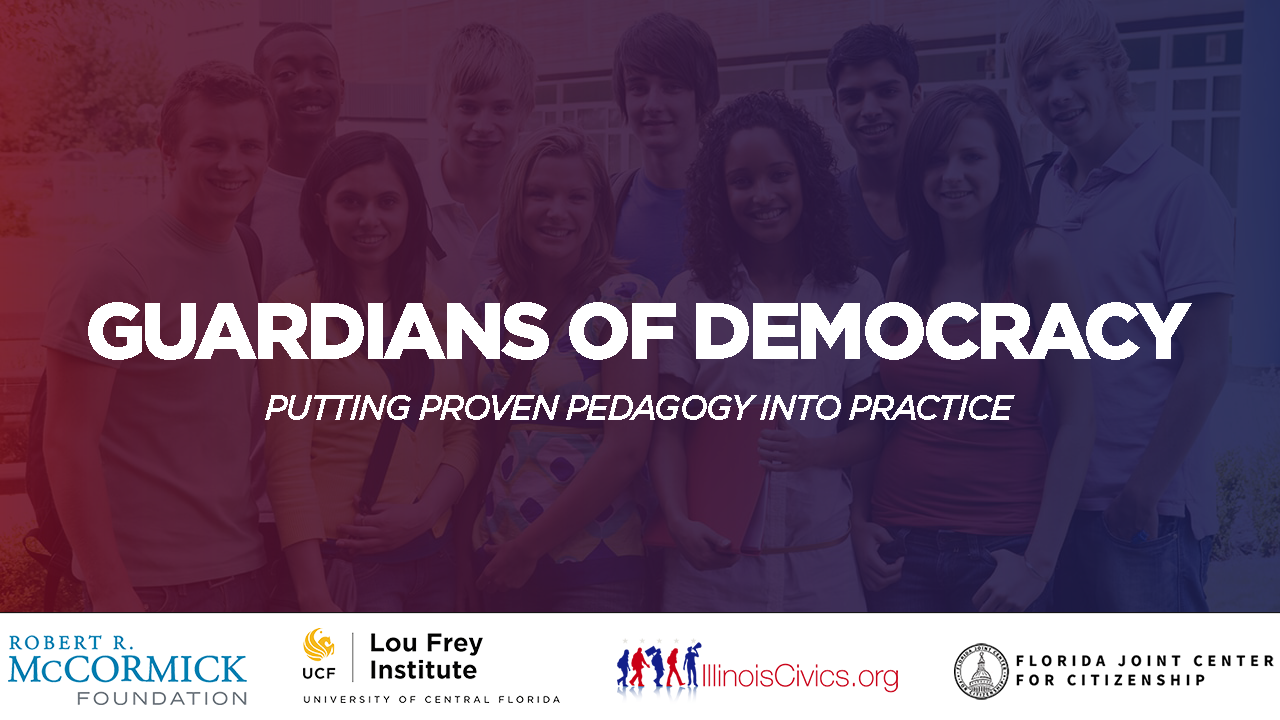 GUARDIANS OF DEMOCRACY
PUTTING PROVEN PEDAGOGY INTO PRACTICE
ROBERT R.
McCORMICK
FOUNDATION
UCF
Lou Frey
Institute
UNIVERSITY OF CENTRAL FLORIDA
IllinoisCivics.org
FLORIDA JOINT CENTER
FOR CITIZENSHIP